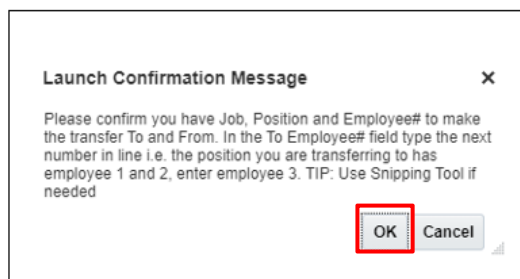 Launch Confirmation Message
Please confirm you have Job, Position and Employee# to make
the transfer To and From. In the To Employee# field type the next
number in line i.e. the position you are transferring to has
employee 1 and 2, enter employee 3. TIP: Use Snipping Tool if
needed
OK Cancel